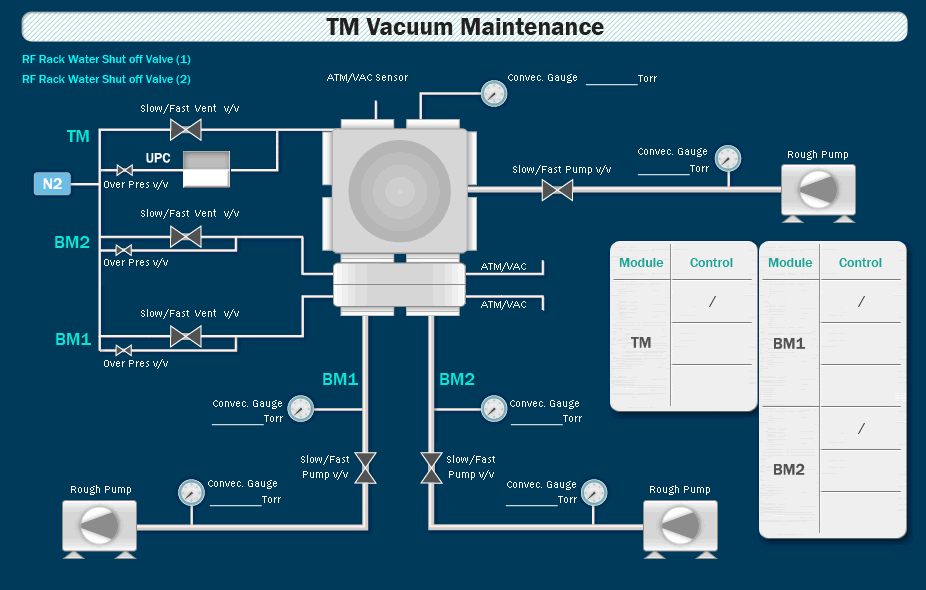 TM Vacuum Maintenance
RF Rack Water Shut off Valve (1)
RF Rack Water Shut off Valve (2)
ATM/VAC Sensor
Convec. Gauge ________Torr
Slow/Fast Vent v/v
TM
UPC
N2
Over Pres v/v
Slow/Fast Pump v/v
Convec. Gauge
________Torr
Rough Pump
Slow/Fast Vent v/v
BM2
Over Pres v/v
ATM/VAC
ATM/VAC
Slow/Fast Vent v/v
BM1
Over Pres v/v
Module Control
/
TM
Module Control
/
BM1
/
BM2
BM1
BM2
Convec. Gauge
________Torr
Convec. Gauge
________Torr
Slow/Fast
Pump v/v
Slow/Fast
Pump v/v
Rough Pump
Convec. Gauge
________Torr
Convec. Gauge
________Torr
Rough Pump